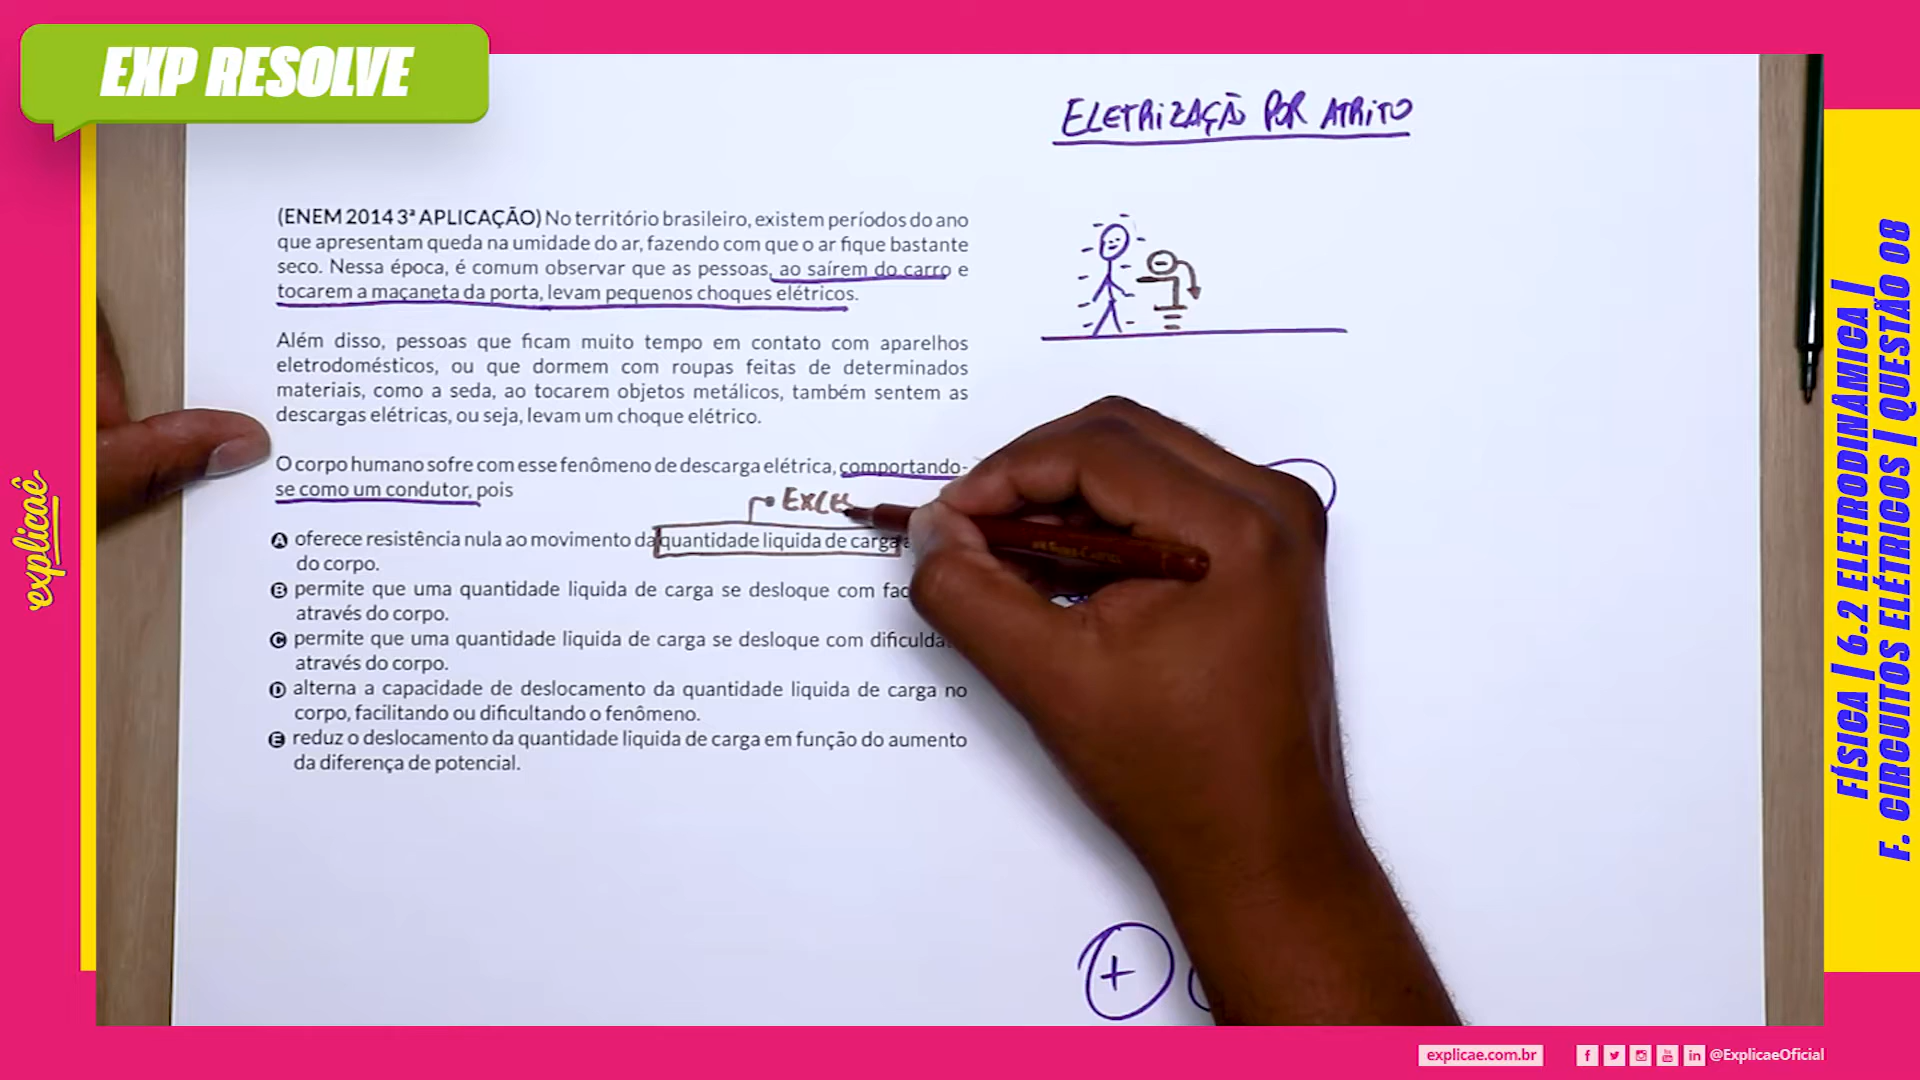 EXP RESOLVE
ELETRIZAÇÃO POR ATRITO
(ENEM 2014 3ª APLICAÇÃO) No território brasileiro, existem períodos do ano
que apresentam queda na umidade do ar, fazendo com que o ar fique bastante
seco. Nessa época, é comum observar que as pessoas, ao saírem do carro e
tocarem a maçaneta da porta, levam pequenos choques elétricos.
Além disso, pessoas que ficam muito tempo em contato com aparelhos
eletrodomésticos, ou que dormem com roupas feitas de determinados
materiais, como a seda, ao tocarem objetos metálicos, também sentem as
descargas elétricas, ou seja, levam um choque elétrico.
O corpo humano sofre com esse fenômeno de descarga elétrica, comportando-
se como um condutor, pois
EXCES
A oferece resistência nula ao movimento da quantidade liquida de carga
do corpo.
B permite que uma quantidade liquida de carga se desloque com fac
através do corpo.
C permite que uma quantidade liquida de carga se desloque com dificulda
através do corpo.
D alterna a capacidade de deslocamento da quantidade liquida de carga no
corpo, facilitando ou dificultando o fenômeno.
E reduz o deslocamento da quantidade liquida de carga em função do aumento
da diferença de potencial.
+
explicaê
FÍSICA | 6.2 ELETRODINÂMICA |
F. CIRCUITOS ELÉTRICOS | QUESTÃO 08
explicae.com.br
@ExplicaeOficial